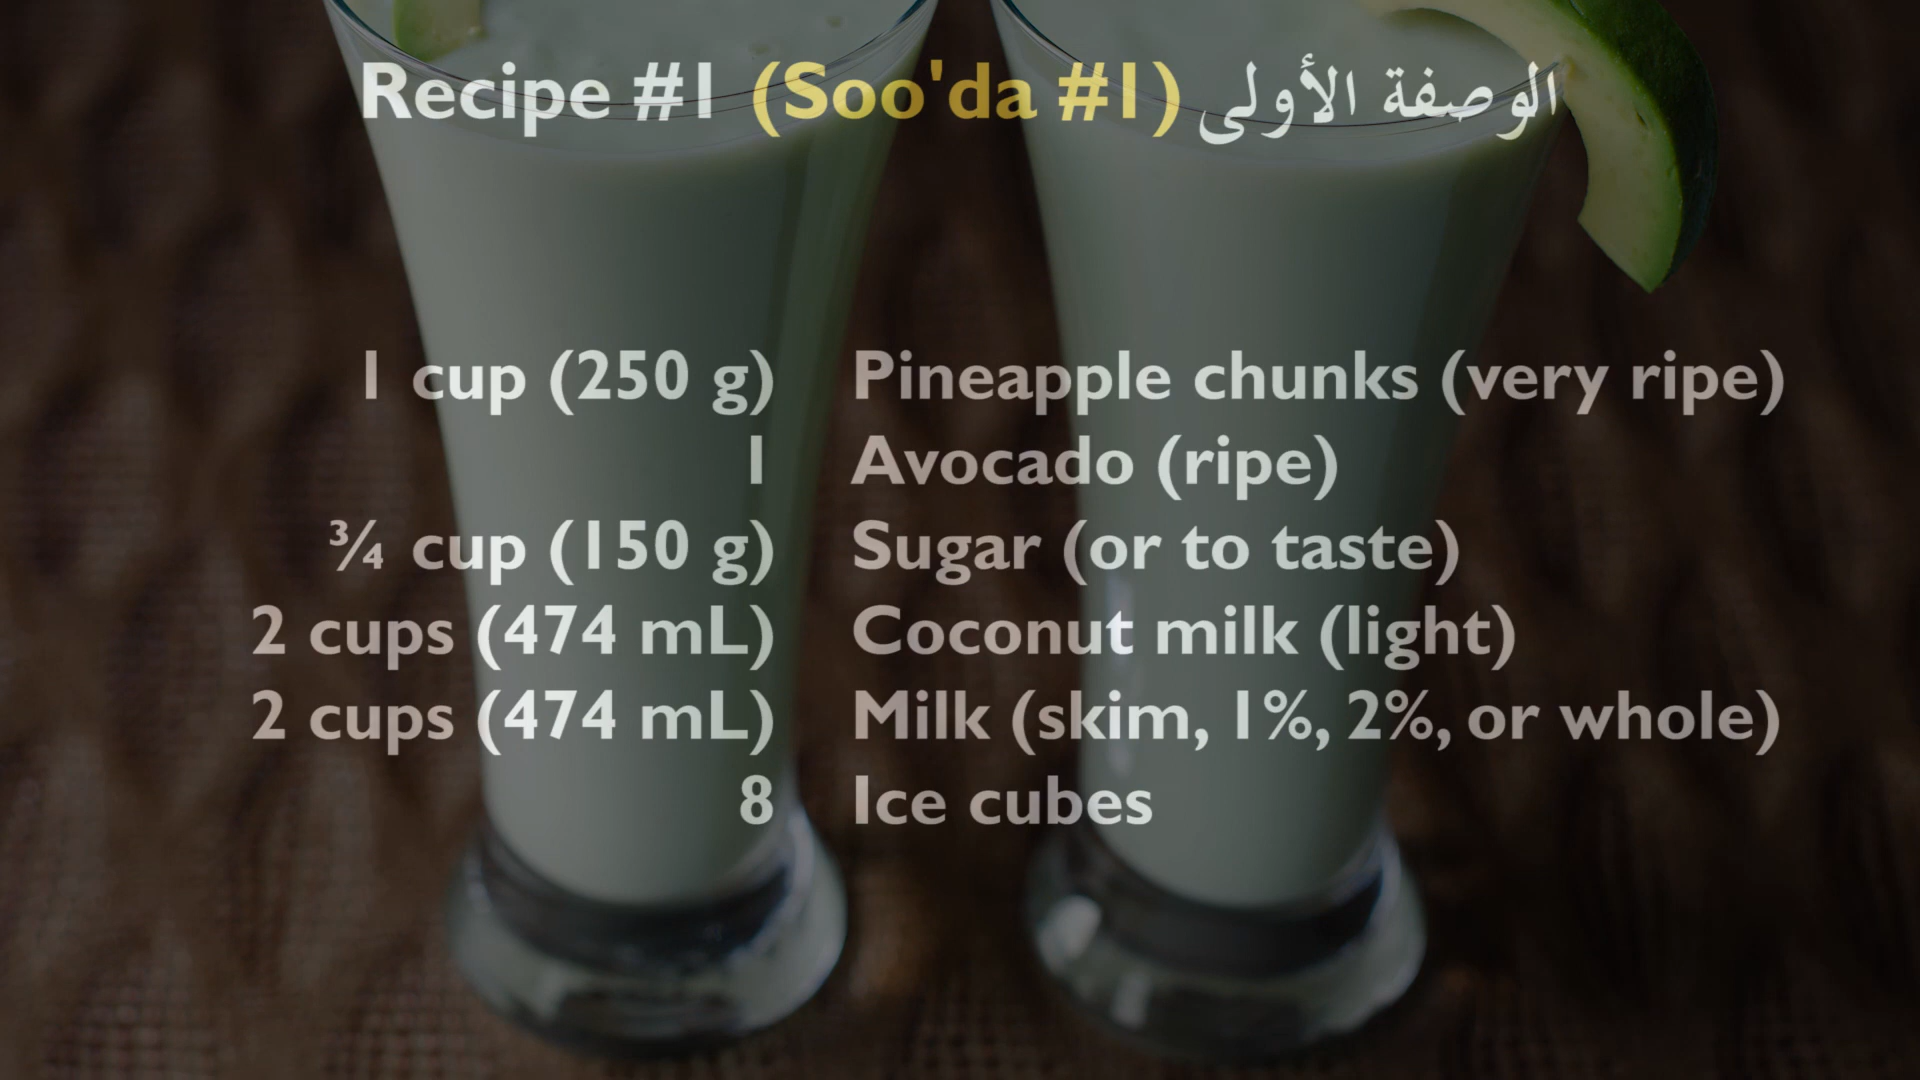 Recipe #1 (Soo'da #1) الوصفة الأولى
1 cup (250 g) Pineapple chunks (very ripe)
1 Avocado (ripe)
¾ cup (150 g) Sugar (or to taste)
2 cups (474 mL) Coconut milk (light)
2 cups (474 mL) Milk (skim, 1%, 2%, or whole)
8 Ice cubes